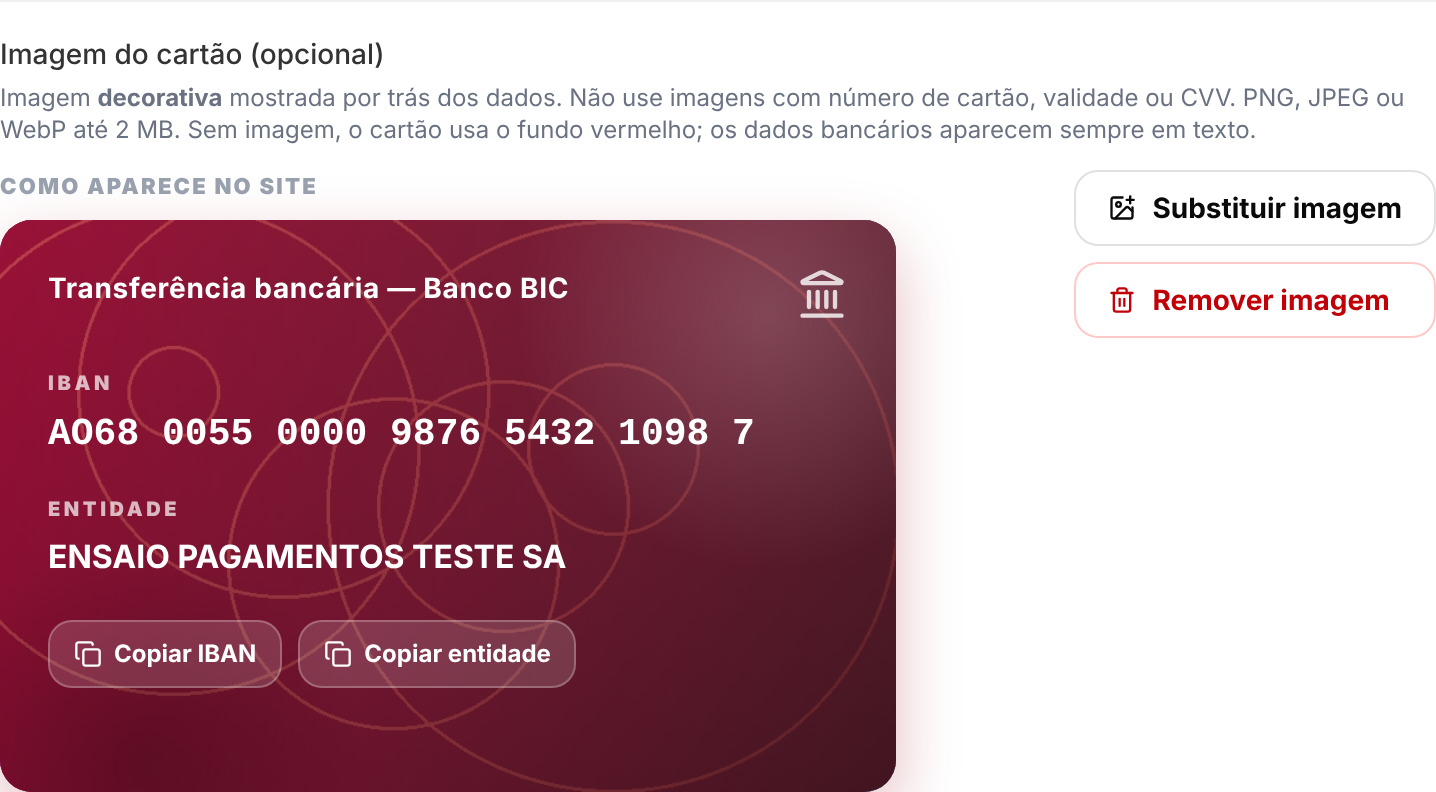 Imagem do cartão (opcional)
Imagem decorativa mostrada por trás dos dados. Não use imagens com número de cartão, validade ou CVV. PNG, JPEG ou
WebP até 2 MB. Sem imagem, o cartão usa o fundo vermelho; os dados bancários aparecem sempre em texto.
COMO APARECE NO SITE
Substituir imagem
Remover imagem
Transferência bancária — Banco BIC
IBAN
AO68 0055 0000 9876 5432 1098 7
ENTIDADE
ENSAIO PAGAMENTOS TESTE SA
Copiar IBAN
Copiar entidade